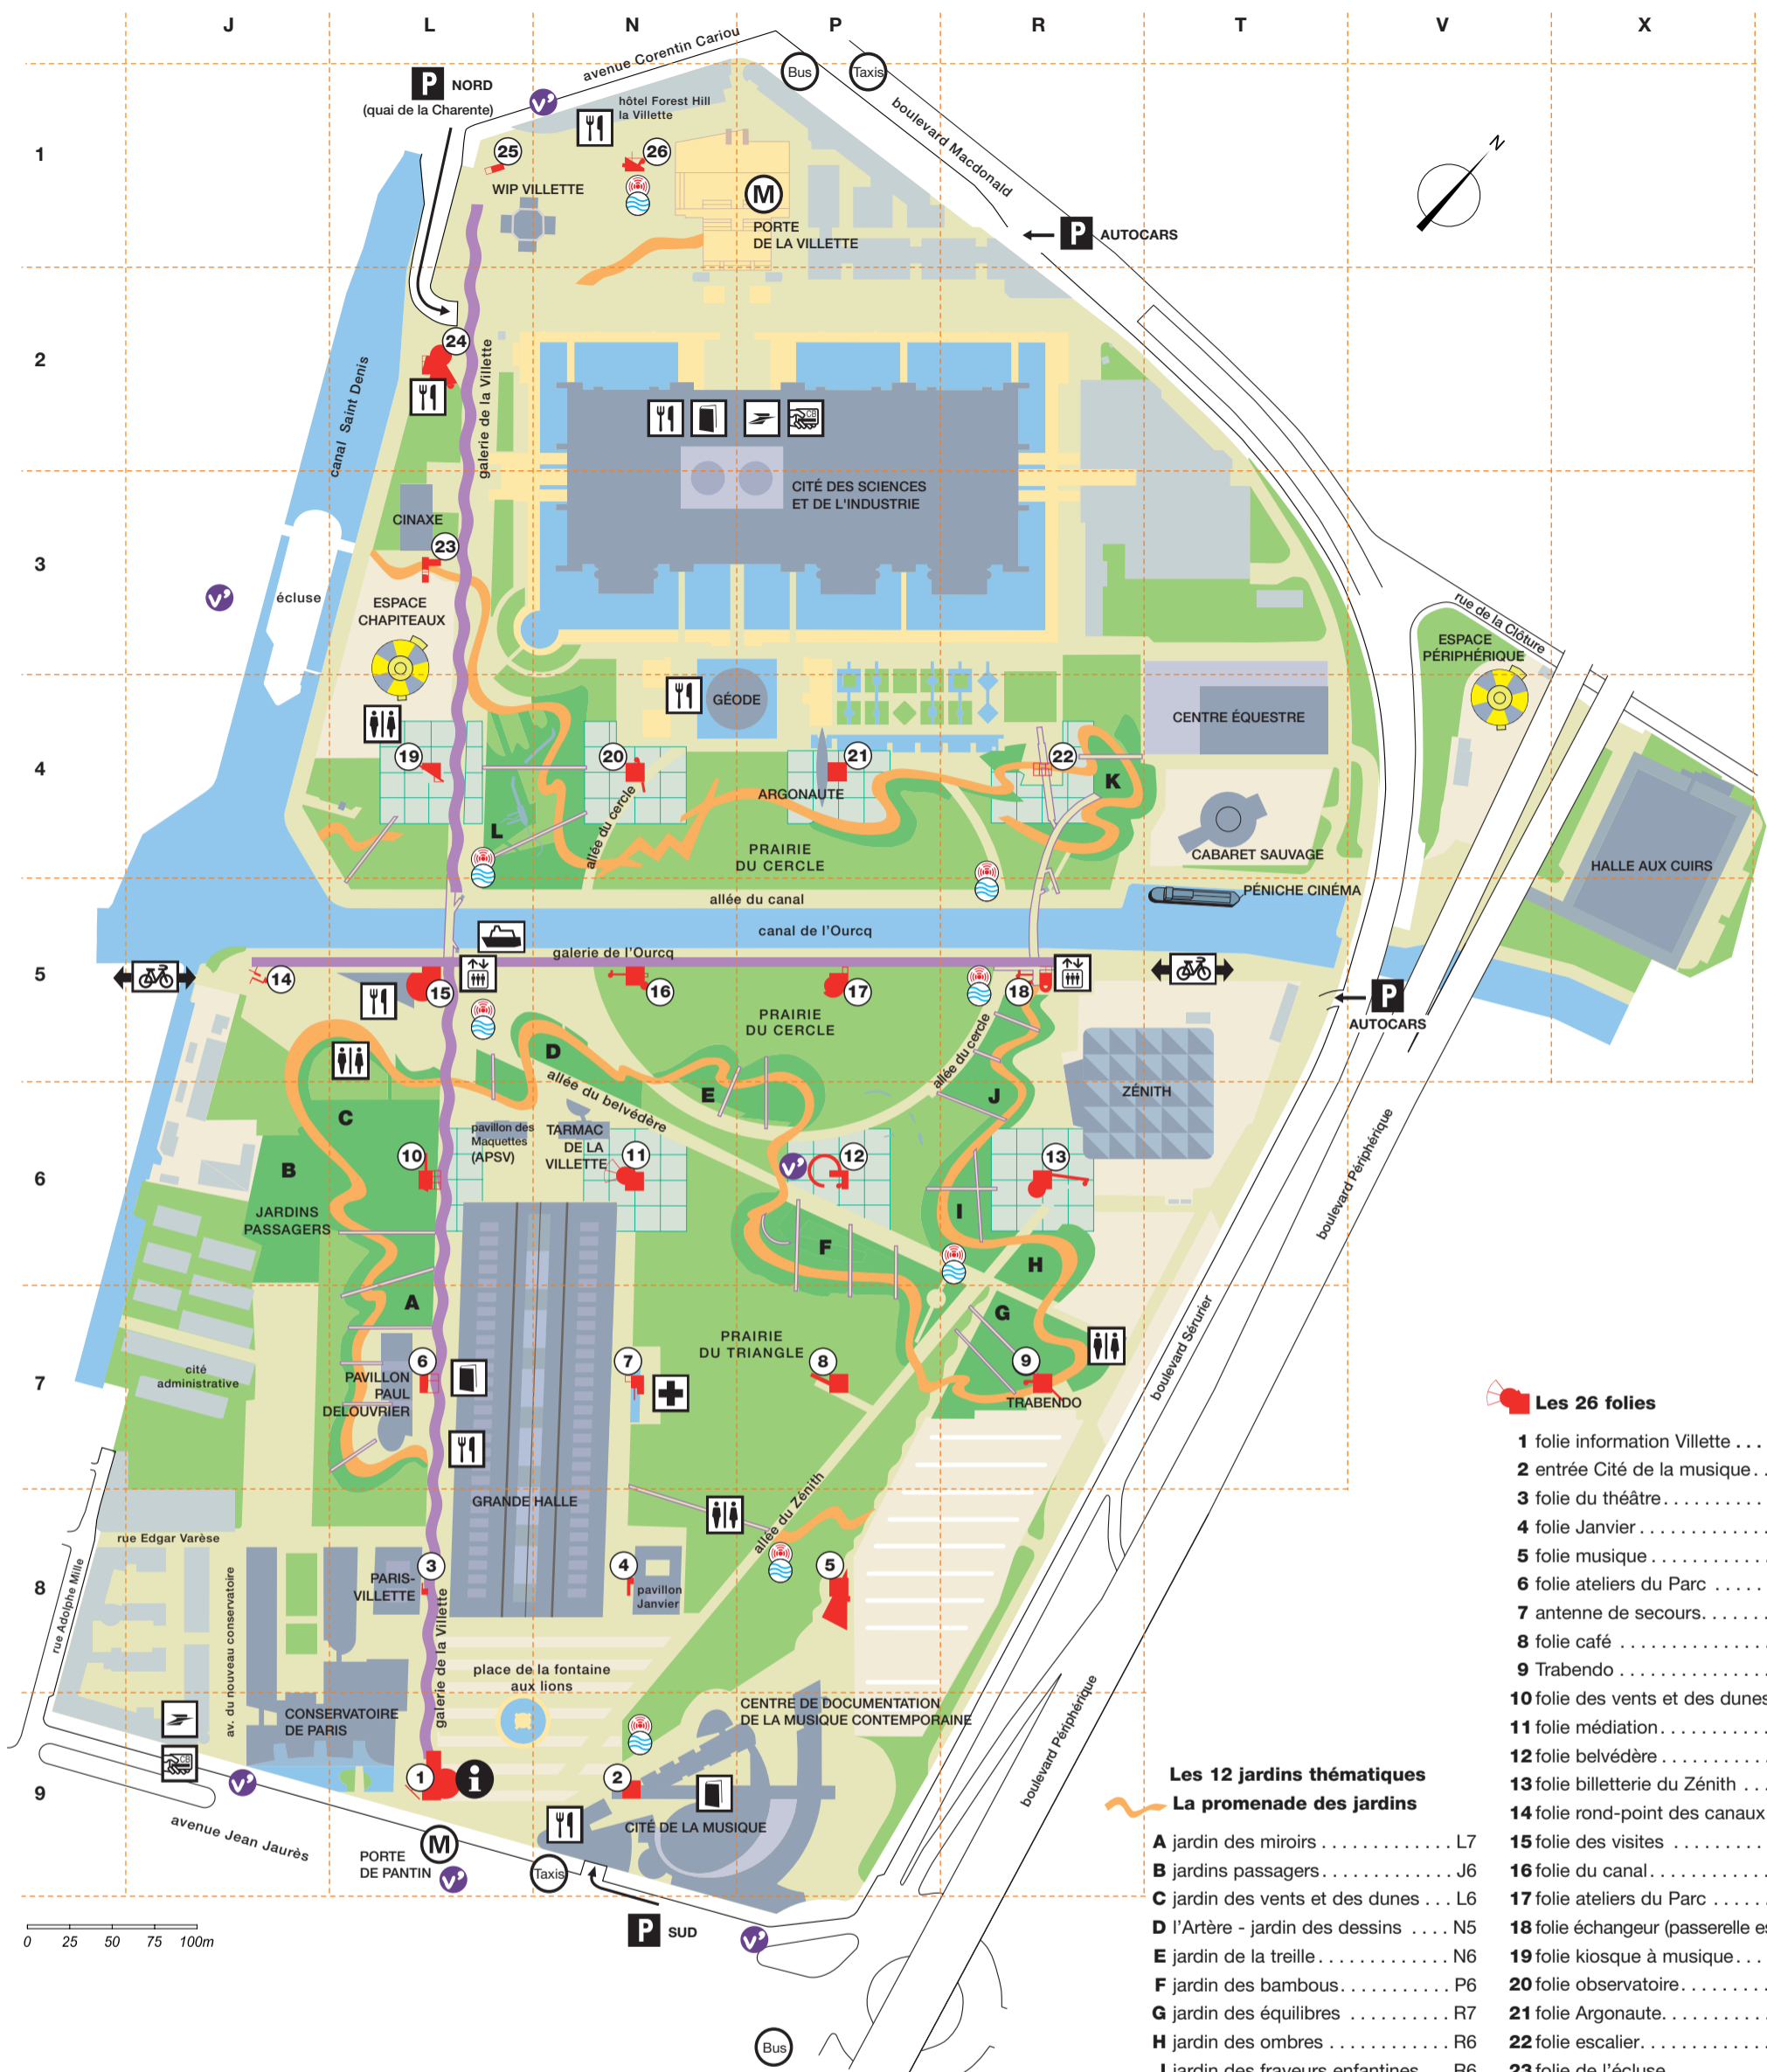 J L N P R T V X
avenue Corentin Cariou
Bus
Taxis
P NORD
(quai de la Charente)
v'
hôtel Forest Hill
la Villette
boulevard Macdonald
N
1
25
26
WIP VILLETTE
M
PORTE
DE LA VILLETTE
P AUTOCARS
2
24
canal Saint Denis
galerie de la Villette
CB
CITÉ DES SCIENCES
ET DE L'INDUSTRIE
CINAXE
23
3
v'
écluse
ESPACE
CHAPITEAUX
rue de la Clôture
ESPACE
PÉRIPHÉRIQUE
GÉODE
CENTRE ÉQUESTRE
4
19
20
21
22
K
ARGONAUTE
L
allée du cercle
PRAIRIE
DU CERCLE
CABARET SAUVAGE
HALLE AUX CUIRS
PÉNICHE CINÉMA
allée du canal
canal de l'Ourcq
galerie de l'Ourcq
5
14
15
16
17
18
P
AUTOCARS
PRAIRIE
DU CERCLE
allée du cercle
D
allée du belvédère
E
J
ZÉNITH
C
pavillon des
Maquettes
(APSV)
TARMAC
DE LA
VILLETTE
boulevard Périphérique
6
B
10
11
v'
12
13
JARDINS
PASSAGERS
I
F
H
A
G
boulevard Sérurier
PRAIRIE
DU TRIANGLE
7
cité
administrative
6
7
8
9
PAVILLON
PAUL
DELOUVRIER
TRABENDO
GRANDE HALLE
allée du Zénith
rue Edgar Varèse
rue Adolphe Mille
av. du nouveau conservatoire
8
3
4
5
PARIS-
VILLETTE
pavillon
Janvier
galerie de la Villette
place de la fontaine
aux lions
boulevard Périphérique
CONSERVATOIRE
DE PARIS
CENTRE DE DOCUMENTATION
DE LA MUSIQUE CONTEMPORAINE
9
CB
v'
1
i
2
CITÉ DE LA MUSIQUE
avenue Jean Jaurès
M
PORTE
DE PANTIN
v'
Taxis
P SUD
v'
0 25 50 75 100m
Bus
Les 12 jardins thématiques
La promenade des jardins
A jardin des miroirs . . . . . . . . . . . . . L7
B jardins passagers . . . . . . . . . . . . . J6
C jardin des vents et des dunes . . . L6
D l'Artère - jardin des dessins . . . . N5
E jardin de la treille . . . . . . . . . . . . . N6
F jardin des bambous . . . . . . . . . . . P6
G jardin des équilibres . . . . . . . . . . R7
H jardin des ombres . . . . . . . . . . . . R6
I jardin des frayeurs enfantines R6
Les 26 folies
1 folie information Villette . . .
2 entrée Cité de la musique . .
3 folie du théâtre . . . . . . . . . .
4 folie Janvier . . . . . . . . . . . .
5 folie musique . . . . . . . . . . .
6 folie ateliers du Parc . . . . .
7 antenne de secours . . . . . . .
8 folie café . . . . . . . . . . . . . .
9 Trabendo . . . . . . . . . . . . . .
10 folie des vents et des dunes
11 folie médiation . . . . . . . . . .
12 folie belvédère . . . . . . . . . .
13 folie billetterie du Zénith . . .
14 folie rond-point des canaux
15 folie des visites . . . . . . . . .
16 folie du canal . . . . . . . . . . .
17 folie ateliers du Parc . . . . .
18 folie échangeur (passerelle es
19 folie kiosque à musique . . .
20 folie observatoire . . . . . . . .
21 folie Argonaute . . . . . . . . . .
22 folie escalier . . . . . . . . . . . .
23 folie de l'écluse